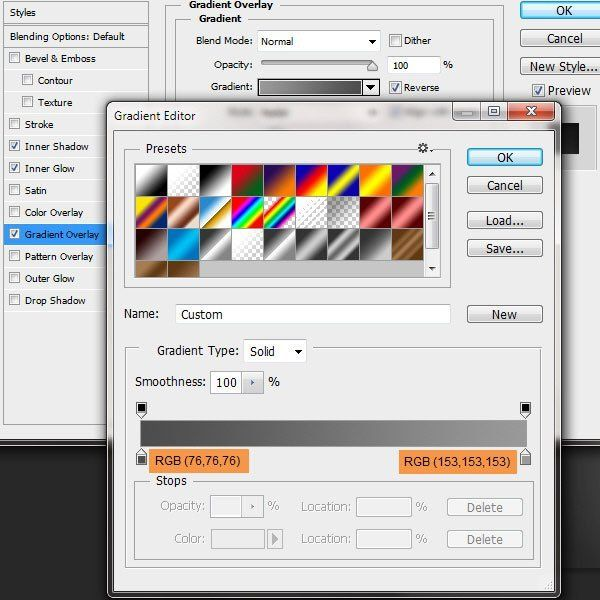 Styles
Blending Options: Default
Bevel & Emboss
Contour
Texture
Stroke
Inner Shadow
Inner Glow
Satin
Color Overlay
Gradient Overlay
Pattern Overlay
Outer Glow
Drop Shadow
Gradient Overlay
Gradient
Blend Mode: Normal Dither
Opacity: 100 %
Gradient: Reverse
OK
Cancel
New Style...
Preview
Gradient Editor
Presets
OK
Cancel
Load...
Save...
Name: Custom New
Gradient Type: Solid
Smoothness: 100 %
RGB (76,76,76) RGB (153,153,153)
Stops
Opacity: % Location: % Delete
Color: Location: % Delete